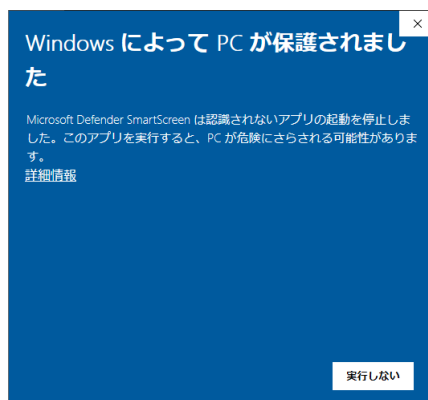 Windows によって PC が保護されまし
た
Microsoft Defender SmartScreen は認識されないアプリの起動を停止しま
した。このアプリを実行すると、PC が危険にさらされる可能性がありま
す。
詳細情報
実行しない